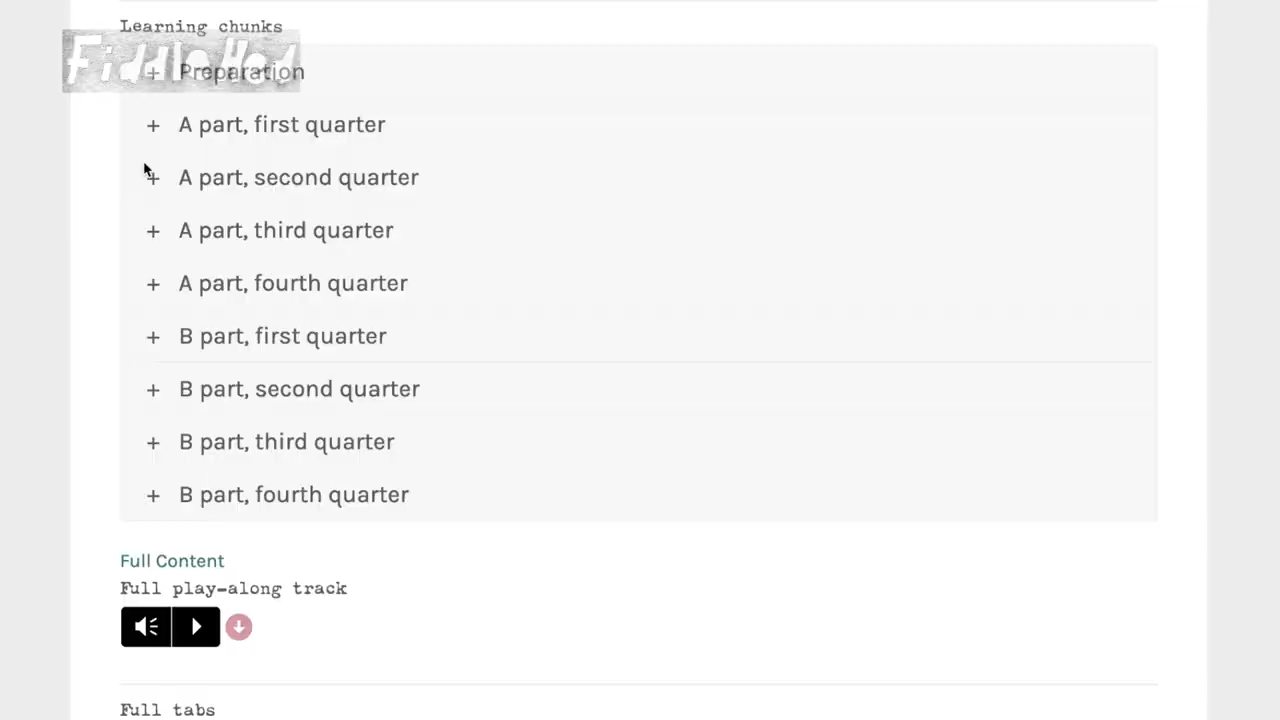 Learning chunks
FiddleHed
+ Preparation
+ A part, first quarter
+ A part, second quarter
+ A part, third quarter
+ A part, fourth quarter
+ B part, first quarter
+ B part, second quarter
+ B part, third quarter
+ B part, fourth quarter
Full Content
Full play-along track
Full tabs